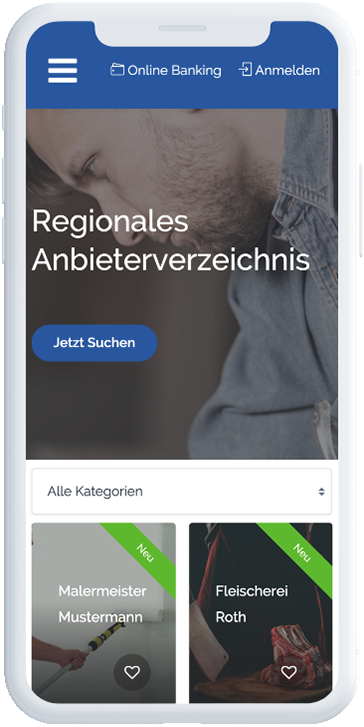 Online Banking Anmelden
Regionales
Anbieterverzeichnis
Jetzt Suchen
Alle Kategorien
Neu
Malermeister
Mustermann
Neu
Fleischerei
Roth